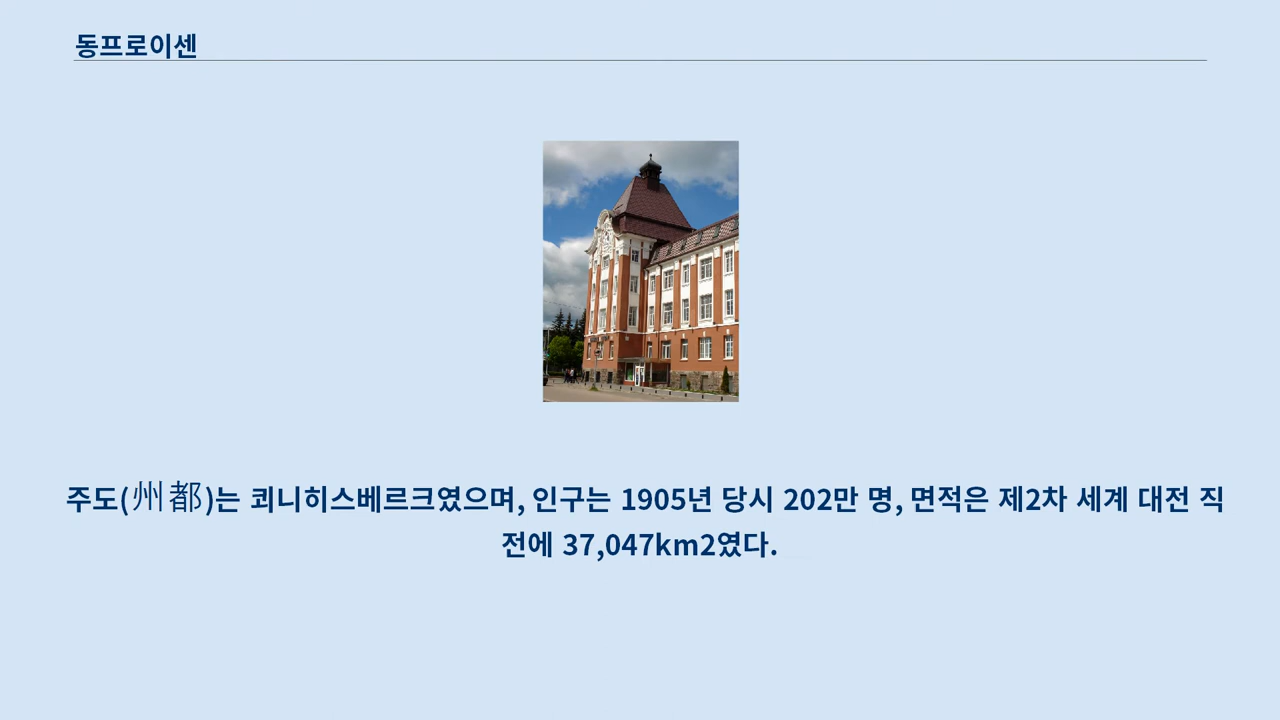 동프로이센
주도(州都)는 쾨니히스베르크였으며, 인구는 1905년 당시 202만 명, 면적은 제2차 세계 대전 직
전에 37,047km2였다.